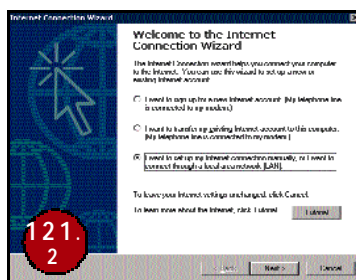 Internet Connection Wizard
Welcome to the Internet
Connection Wizard
The Internet Connection wizard helps you connect your computer
to the Internet. You can use this wizard to set up a new or
existing Internet account.
I want to sign up for a new Internet account. (My telephone line
is connected to my modem.)
I want to transfer my existing Internet account to this computer.
(My telephone line is connected to my modem.)
I want to set up my Internet connection manually, or I want to
connect through a local area network (LAN).
To leave your Internet settings unchanged, click Cancel.
To learn more about the Internet, click Tutorial.
Tutorial
121.
2
< Back
Next >
Cancel